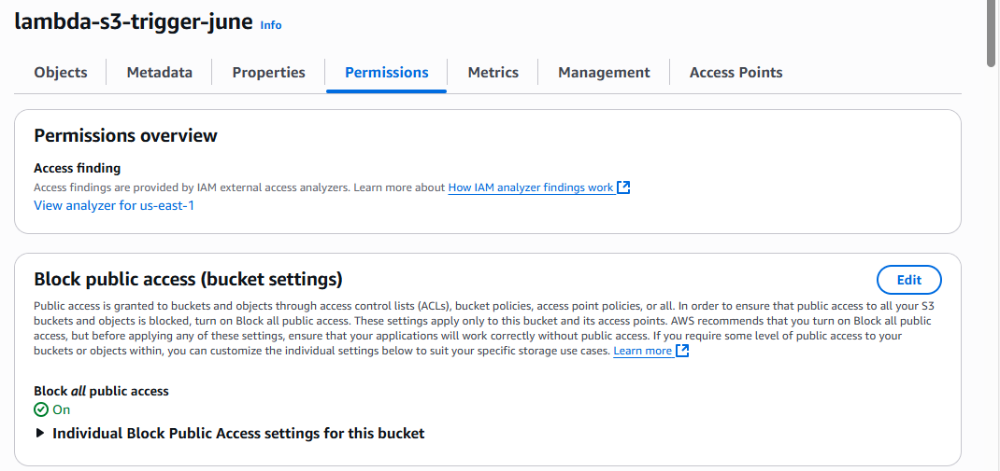 lambda-s3-trigger-june Info
Objects Metadata Properties Permissions Metrics Management Access Points
Permissions overview
Access finding
Access findings are provided by IAM external access analyzers. Learn more about How IAM analyzer findings work
View analyzer for us-east-1
Block public access (bucket settings)
Edit
Public access is granted to buckets and objects through access control lists (ACLs), bucket policies, access point policies, or all. In order to ensure that public access to all your S3
buckets and objects is blocked, turn on Block all public access. These settings apply only to this bucket and its access points. AWS recommends that you turn on Block all public
access, but before applying any of these settings, ensure that your applications will work correctly without public access. If you require some level of public access to your
buckets or objects within, you can customize the individual settings below to suit your specific storage use cases. Learn more
Block all public access
On
Individual Block Public Access settings for this bucket